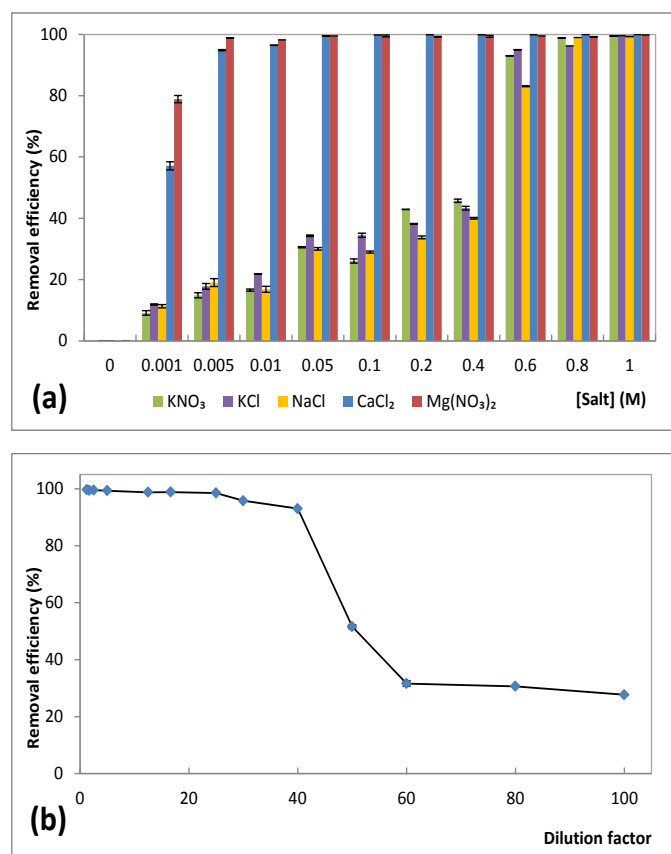 Removal efficiency (%)
100
80
60
40
20
0
0 0.001 0.005 0.01 0.05 0.1 0.2 0.4 0.6 0.8 1
(a)
KNO₃ KCl NaCl CaCl₂ Mg(NO₃)₂
[Salt] (M)
Removal efficiency (%)
100
80
60
40
20
0
0 20 40 60 80 100
(b)
Dilution factor